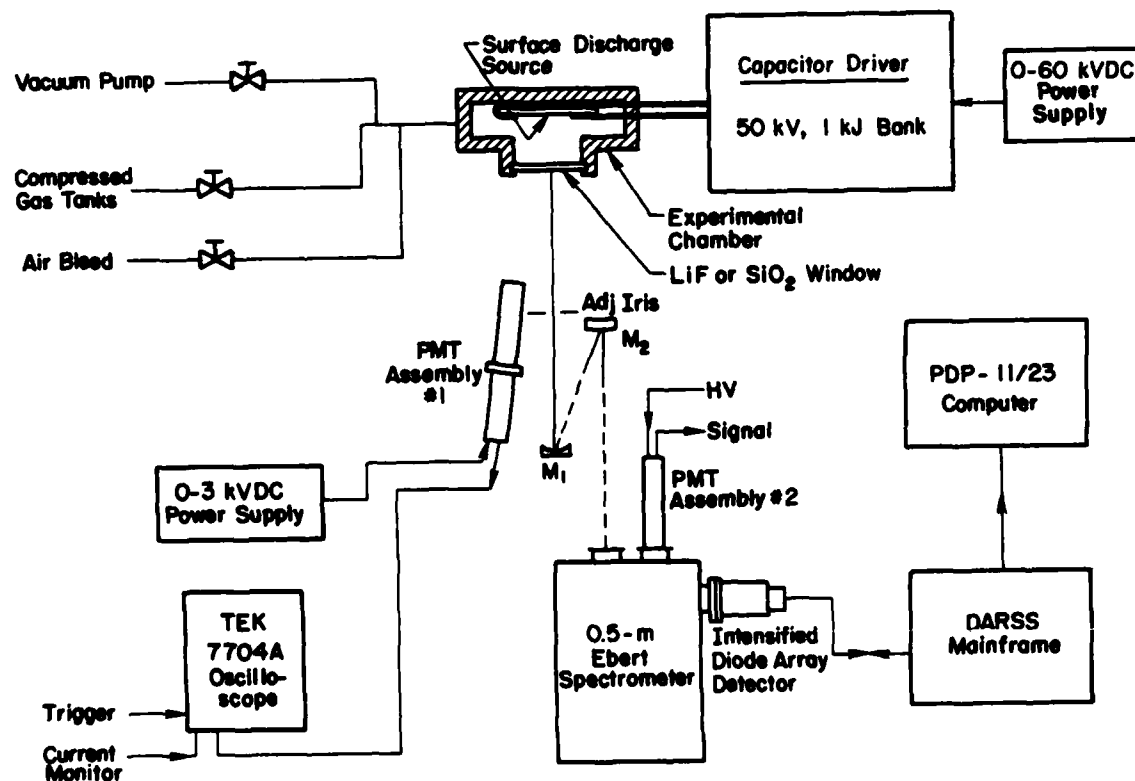 Surface Discharge
Source
Vacuum Pump
Capacitor Driver
50 kV, 1 kJ Bank
0-60 kVDC
Power
Supply
Compressed
Gas Tanks
Experimental
Chamber
Air Bleed
LiF or SiO₂ Window
Adj Iris
M₂
PMT
Assembly
#1
PDP-11/23
Computer
HV
Signal
M₁
PMT
Assembly #2
0-3 kVDC
Power Supply
TEK
7704A
Oscillo-
scope
0.5-m
Ebert
Spectrometer
Intensified
Diode Array
Detector
DARSS
Mainframe
Trigger
Current
Monitor